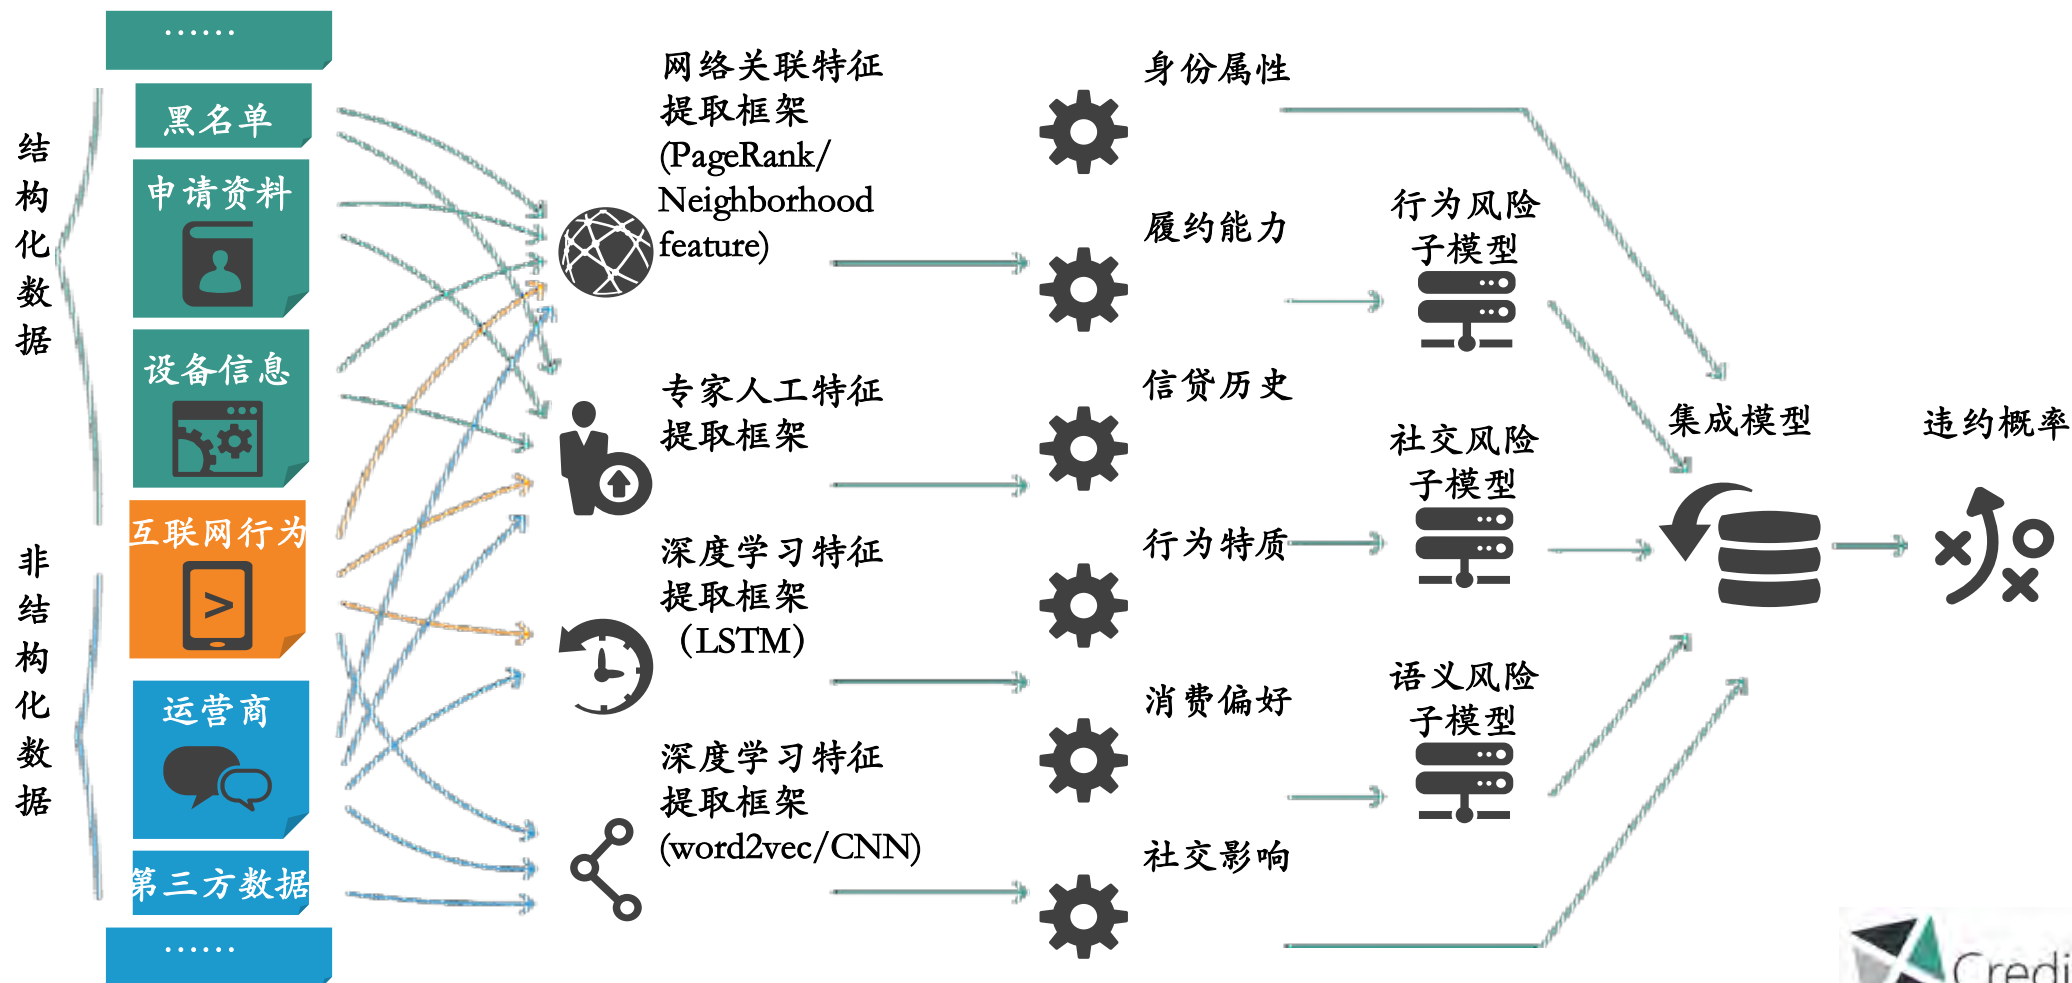 ······
黑名单
申请资料
设备信息
互联网行为
运营商
第三方数据
······
结构化数据
非结构化数据
网络关联特征
提取框架
(PageRank/
Neighborhood
feature)
专家人工特征
提取框架
深度学习特征
提取框架
（LSTM）
深度学习特征
提取框架
(word2vec/CNN)
身份属性
履约能力
信贷历史
行为特质
消费偏好
社交影响
行为风险
子模型
社交风险
子模型
语义风险
子模型
集成模型
违约概率
Credi